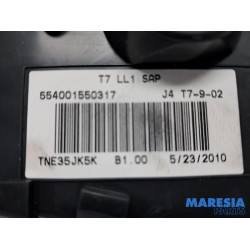 T7 LL1 SAP
554001550317 J4 T7-9-02
TNE35JK5K B1.00 5/23/2010
MARESIA